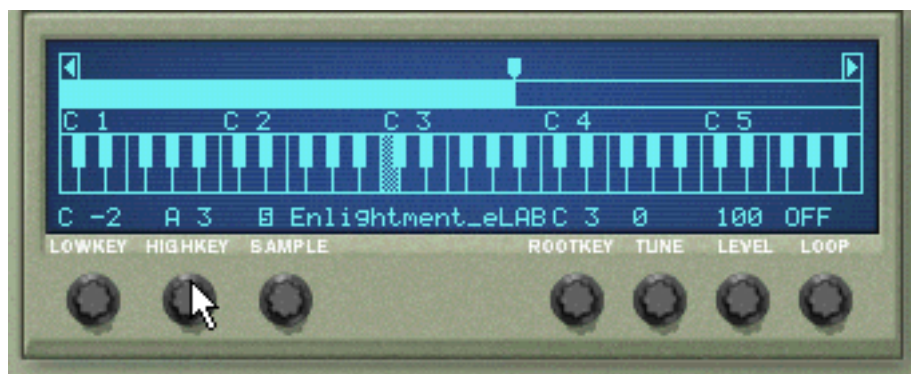 C 1 C 2 C 3 C 4 C 5
C -2 A 3 S Enlightment_eLAB C 3 0 100 OFF
LOWKEY HIGHKEY SAMPLE ROOTKEY TUNE LEVEL LOOP